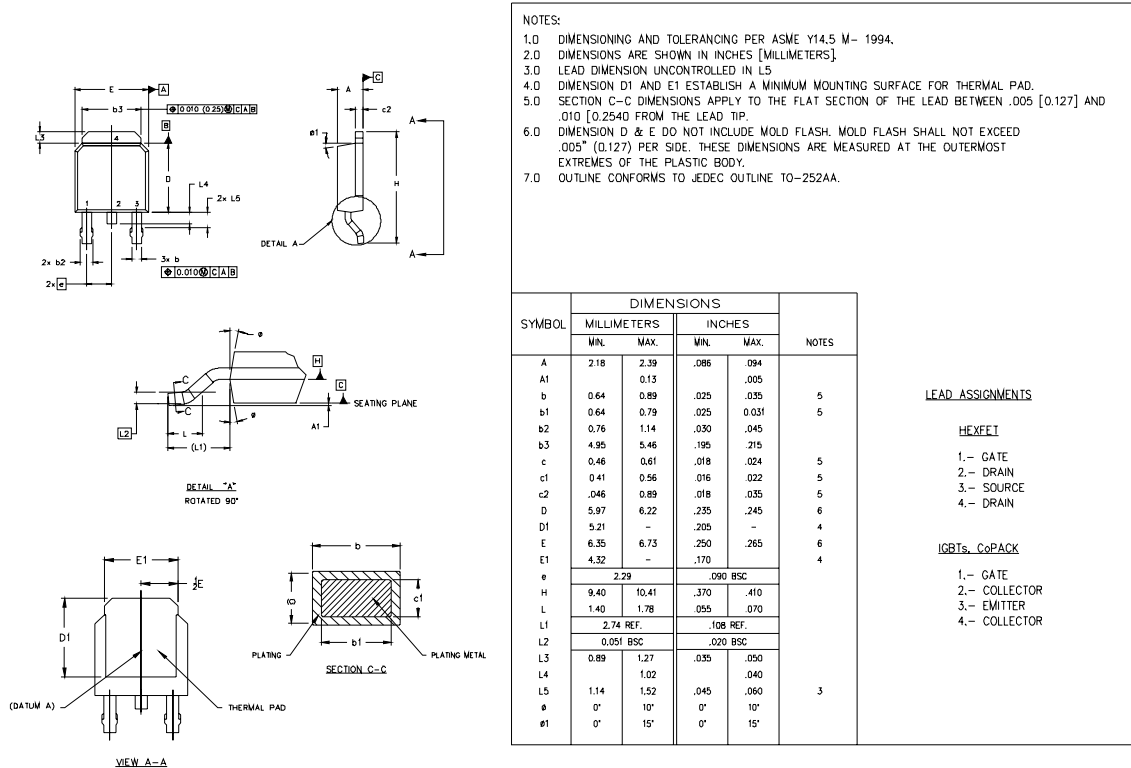 NOTES:
1.0 DIMENSIONING AND TOLERANCING PER ASME Y14.5 M- 1994.
2.0 DIMENSIONS ARE SHOWN IN INCHES [MILLIMETERS].
3.0 LEAD DIMENSION UNCONTROLLED IN L5
4.0 DIMENSION D1 AND E1 ESTABLISH A MINIMUM MOUNTING SURFACE FOR THERMAL PAD.
5.0 SECTION C-C DIMENSIONS APPLY TO THE FLAT SECTION OF THE LEAD BETWEEN .005 [0.127] AND
.010 [0.2540 FROM THE LEAD TIP.
6.0 DIMENSION D & E DO NOT INCLUDE MOLD FLASH. MOLD FLASH SHALL NOT EXCEED
.005" (0.127) PER SIDE. THESE DIMENSIONS ARE MEASURED AT THE OUTERMOST
EXTREMES OF THE PLASTIC BODY.
7.0 OUTLINE CONFORMS TO JEDEC OUTLINE TO-252AA.
E A
b3
⌖ 0.010 (0.25) Ⓜ C A B
B
L3
4
D
L4
2x L5
1 2 3
2x b2
3x b
⌖ 0.010 Ⓜ C A B
2x e
C
A
c2
ø1
A
H
DETAIL A
A
ø
H
C
C
C
SEATING PLANE
A1
L2
L
ø
(L1)
DETAIL "A"
ROTATED 90°
E1
½E
D1
(DATUM A)
THERMAL PAD
VIEW A-A
b
(c)
c1
b1
PLATING
PLATING METAL
SECTION C-C
DIMENSIONS
SYMBOL MILLIMETERS INCHES
MIN. MAX. MIN. MAX. NOTES
A 2.18 2.39 .086 .094
A1 0.13 .005
b 0.64 0.89 .025 .035 5
b1 0.64 0.79 .025 0.031 5
b2 0.76 1.14 .030 .045
b3 4.95 5.46 .195 .215
c 0.46 0.61 .018 .024 5
c1 0.41 0.56 .016 .022 5
c2 .046 0.89 .018 .035 5
D 5.97 6.22 .235 .245 6
D1 5.21 - .205 - 4
E 6.35 6.73 .250 .265 6
E1 4.32 - .170 4
e 2.29 .090 BSC
H 9.40 10.41 .370 .410
L 1.40 1.78 .055 .070
L1 2.74 REF. .108 REF.
L2 0.051 BSC .020 BSC
L3 0.89 1.27 .035 .050
L4 1.02 .040
L5 1.14 1.52 .045 .060 3
ø 0° 10° 0° 10°
ø1 0° 15° 0° 15°
LEAD ASSIGNMENTS
HEXFET
1.- GATE
2.- DRAIN
3.- SOURCE
4.- DRAIN
IGBTs, CoPACK
1.- GATE
2.- COLLECTOR
3.- EMITTER
4.- COLLECTOR